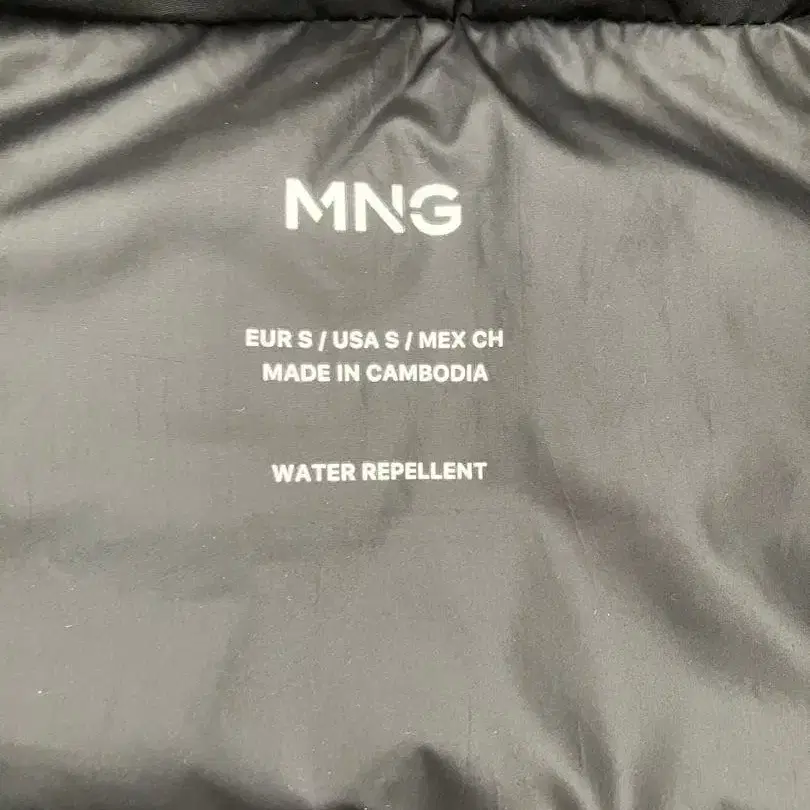 MNG
EUR S / USA S / MEX CH
MADE IN CAMBODIA
WATER REPELLENT